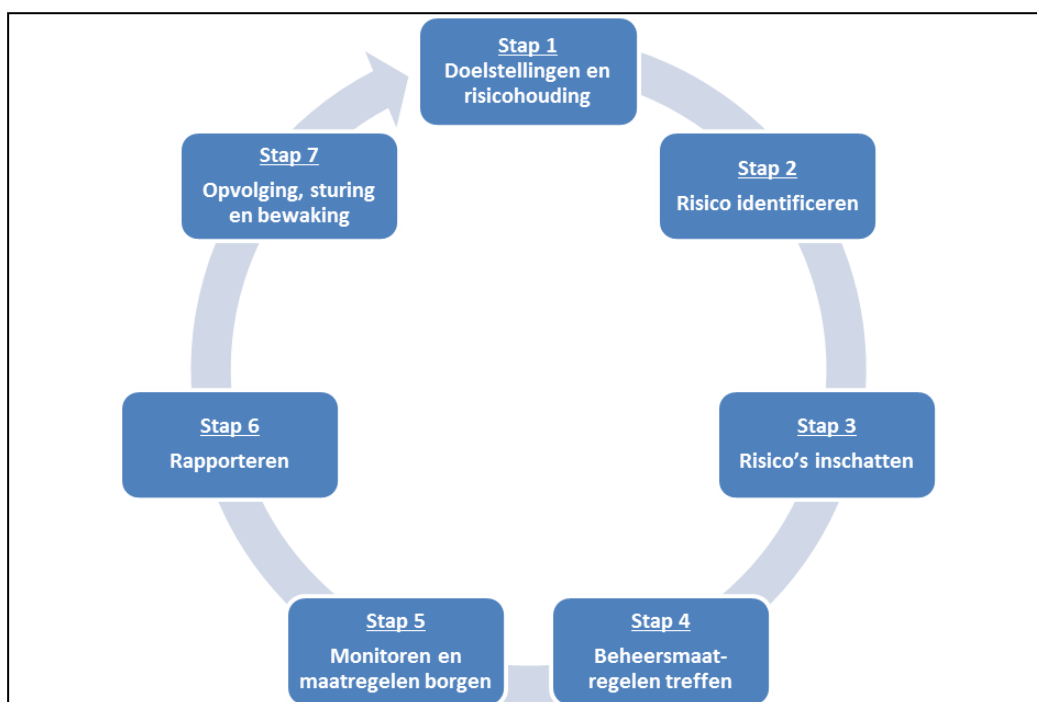 Stap 1
Doelstellingen en
risicohouding
Stap 2
Risico identificeren
Stap 3
Risico's inschatten
Stap 4
Beheersmaat-
regelen treffen
Stap 5
Monitoren en
maatregelen borgen
Stap 6
Rapporteren
Stap 7
Opvolging, sturing
en bewaking